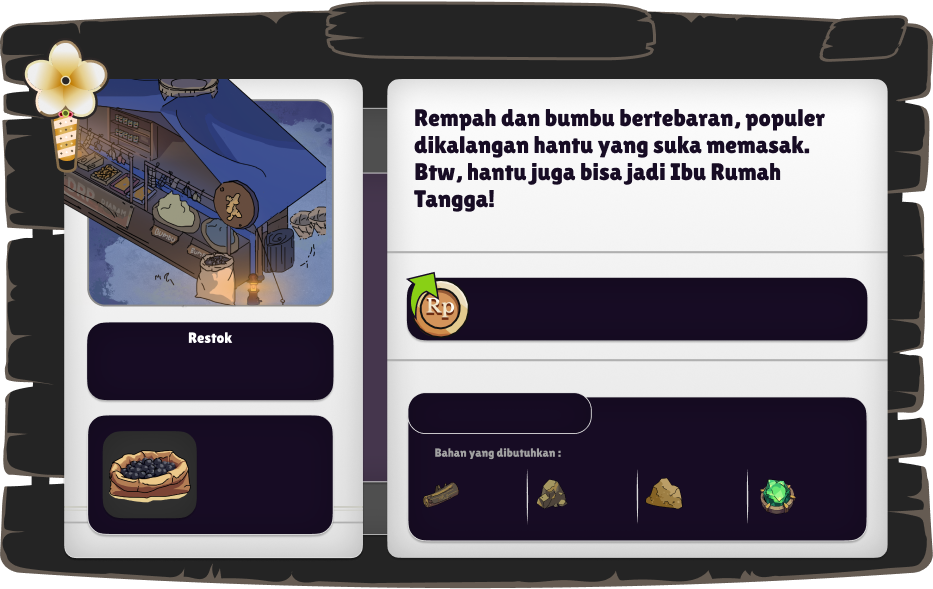 Rempah dan bumbu bertebaran, populer
dikalangan hantu yang suka memasak.
Btw, hantu juga bisa jadi Ibu Rumah
Tangga!
Rp
Restok
Bahan yang dibutuhkan :